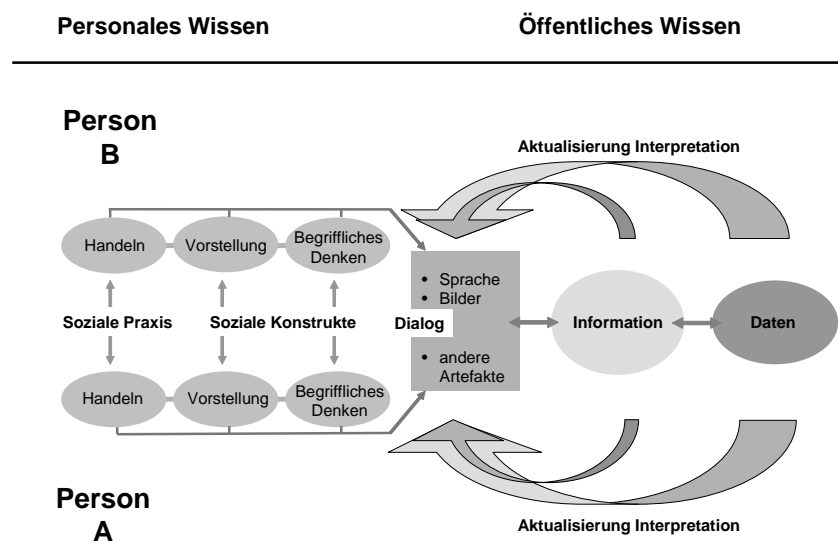 Personales Wissen
Öffentliches Wissen
Person
B
Aktualisierung Interpretation
Handeln
Vorstellung
Begriffliches
Denken
• Sprache
• Bilder
Soziale Praxis
Soziale Konstrukte
Dialog
Information
Daten
• andere
Artefakte
Handeln
Vorstellung
Begriffliches
Denken
Person
A
Aktualisierung Interpretation